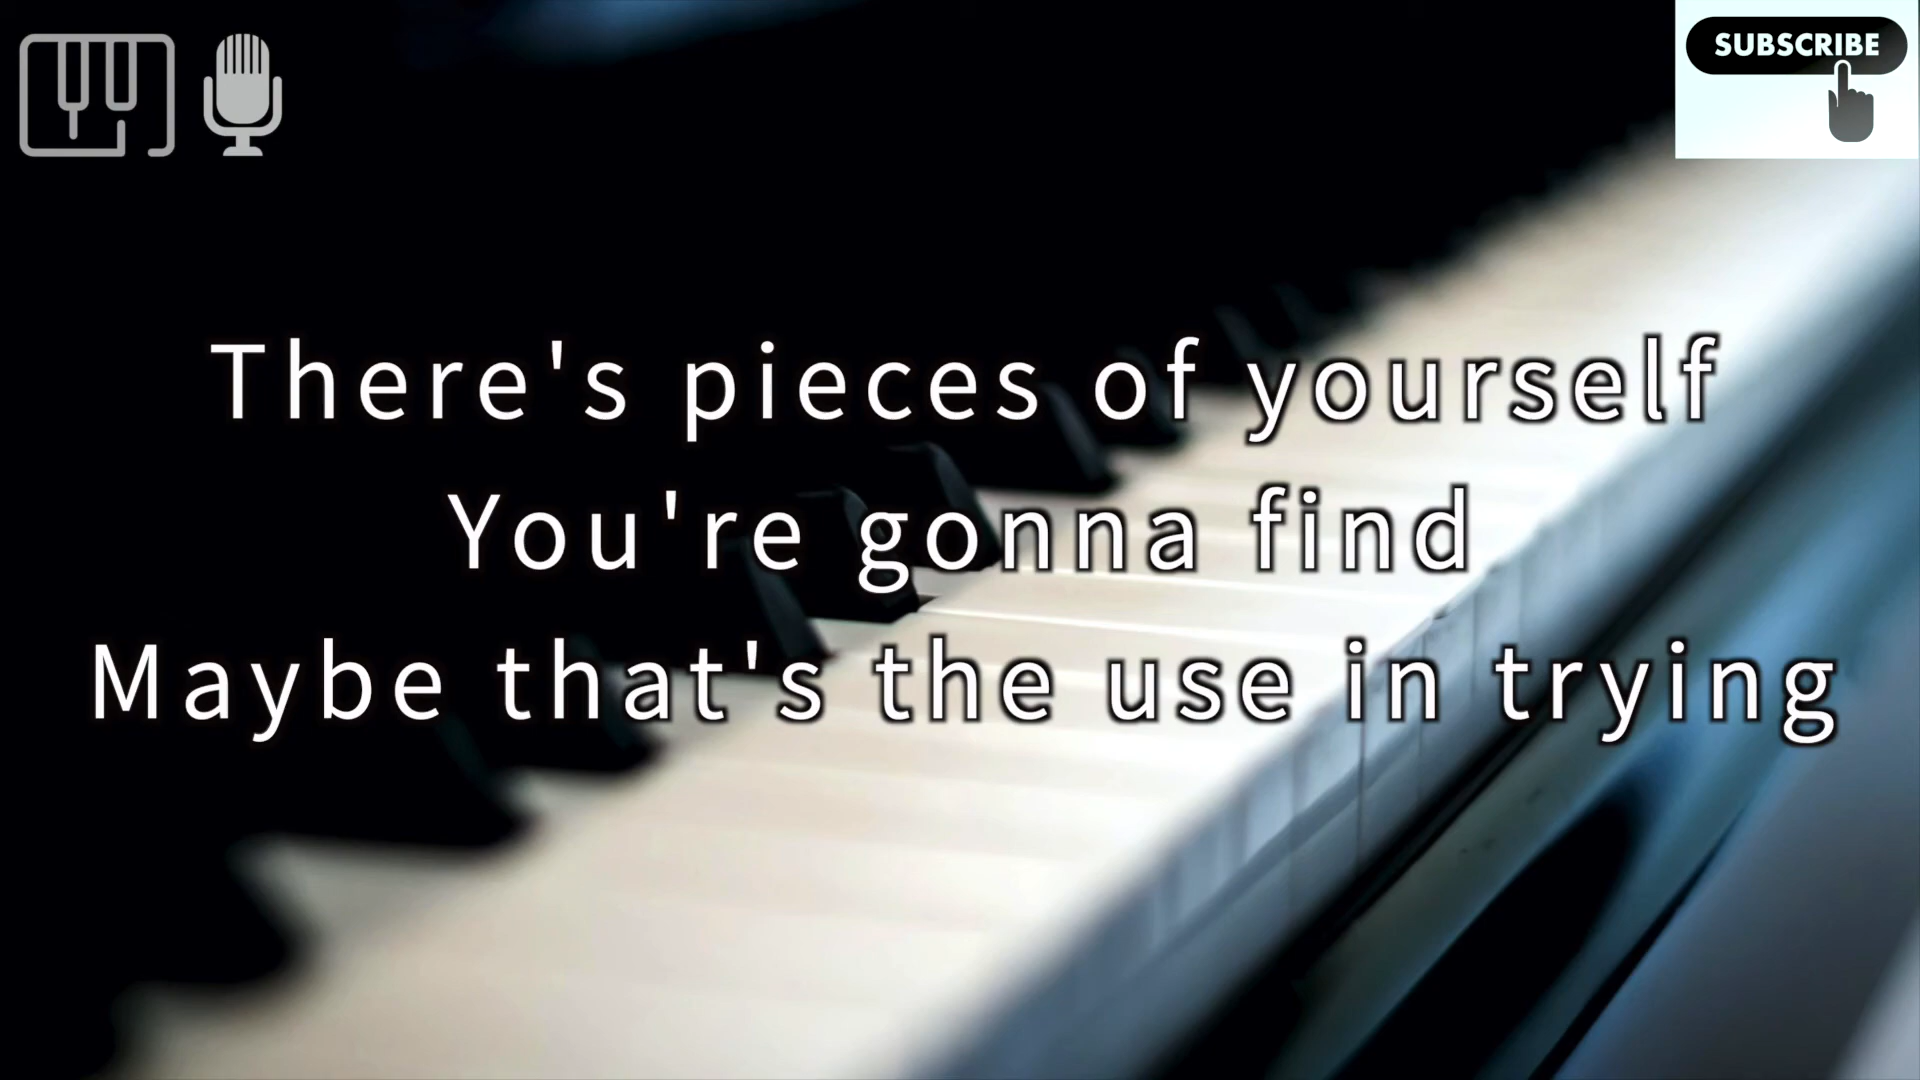 SUBSCRIBE
There's pieces of yourself
You're gonna find
Maybe that's the use in trying